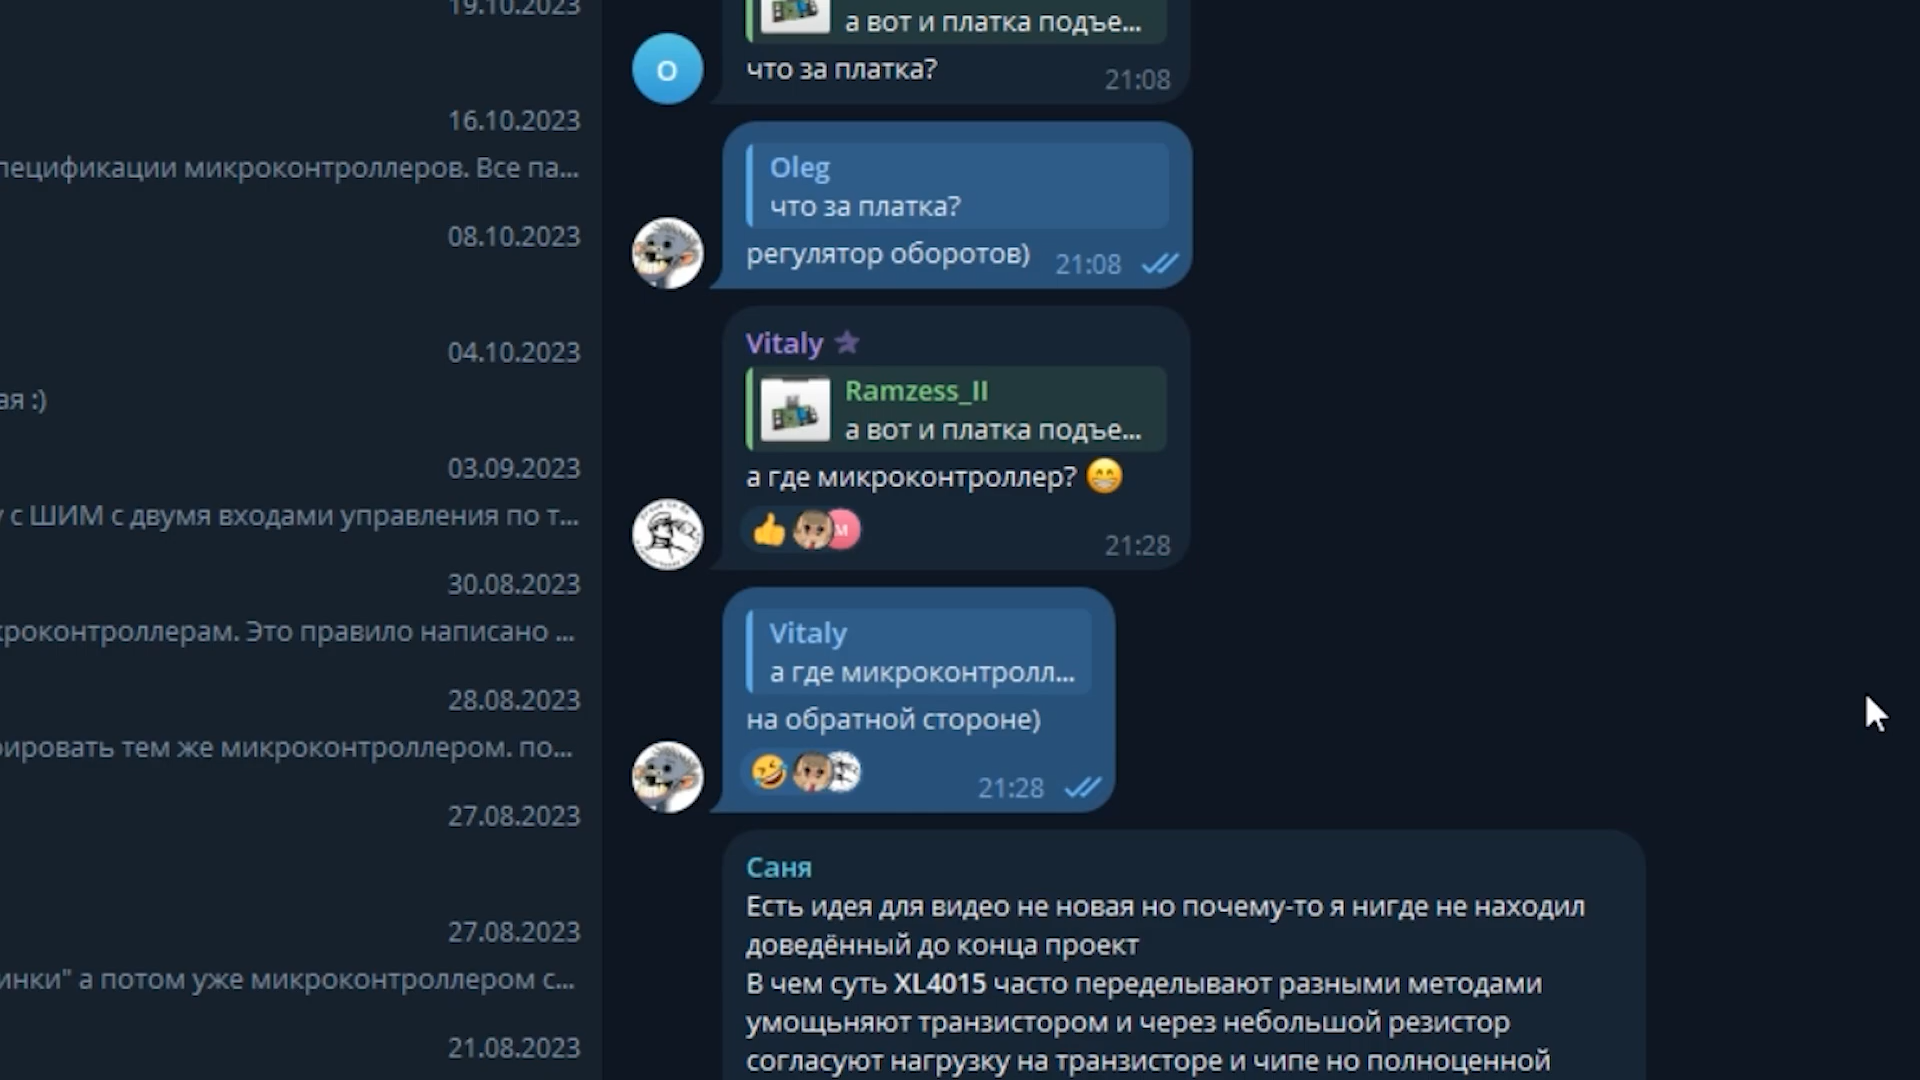 19.10.2023
16.10.2023
пецификации микроконтроллеров. Все па...
08.10.2023
04.10.2023
ая :)
03.09.2023
у с ШИМ с двумя входами управления по т...
30.08.2023
кроконтроллерам. Это правило написано ...
28.08.2023
рировать тем же микроконтроллером. по...
27.08.2023
27.08.2023
инки" а потом уже микроконтроллером с...
21.08.2023
а вот и платка подъе...
О
что за платка?
21:08
Oleg
что за платка?
регулятор оборотов)
21:08
Vitaly
Ramzess_II
а вот и платка подъе...
а где микроконтроллер? 😁
👍 M
21:28
Vitaly
а где микроконтролл...
на обратной стороне)
🤣
21:28
Саня
Есть идея для видео не новая но почему-то я нигде не находил
доведённый до конца проект
В чем суть XL4015 часто переделывают разными методами
умощьняют транзистором и через небольшой резистор
согласуют нагрузку на транзисторе и чипе но полноценной